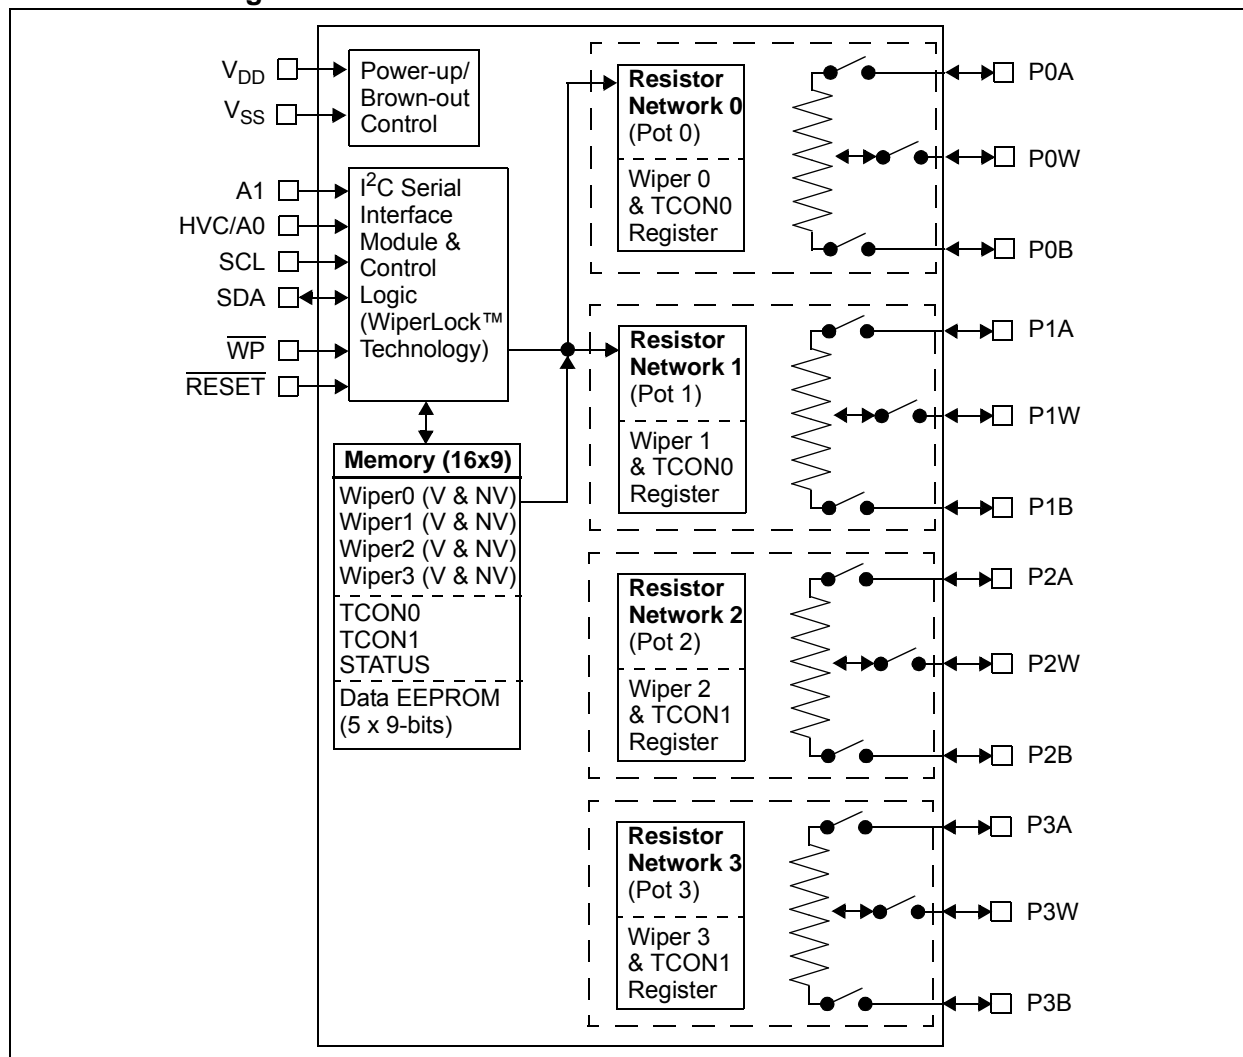 V_DD
V_SS
Power-up/
Brown-out
Control
A1
HVC/A0
SCL
SDA
WP
RESET
I²C Serial
Interface
Module &
Control
Logic
(WiperLock™
Technology)
Memory (16x9)
Wiper0 (V & NV)
Wiper1 (V & NV)
Wiper2 (V & NV)
Wiper3 (V & NV)
TCON0
TCON1
STATUS
Data EEPROM
(5 x 9-bits)
Resistor
Network 0
(Pot 0)
Wiper 0
& TCON0
Register
P0A
P0W
P0B
Resistor
Network 1
(Pot 1)
Wiper 1
& TCON0
Register
P1A
P1W
P1B
Resistor
Network 2
(Pot 2)
Wiper 2
& TCON1
Register
P2A
P2W
P2B
Resistor
Network 3
(Pot 3)
Wiper 3
& TCON1
Register
P3A
P3W
P3B